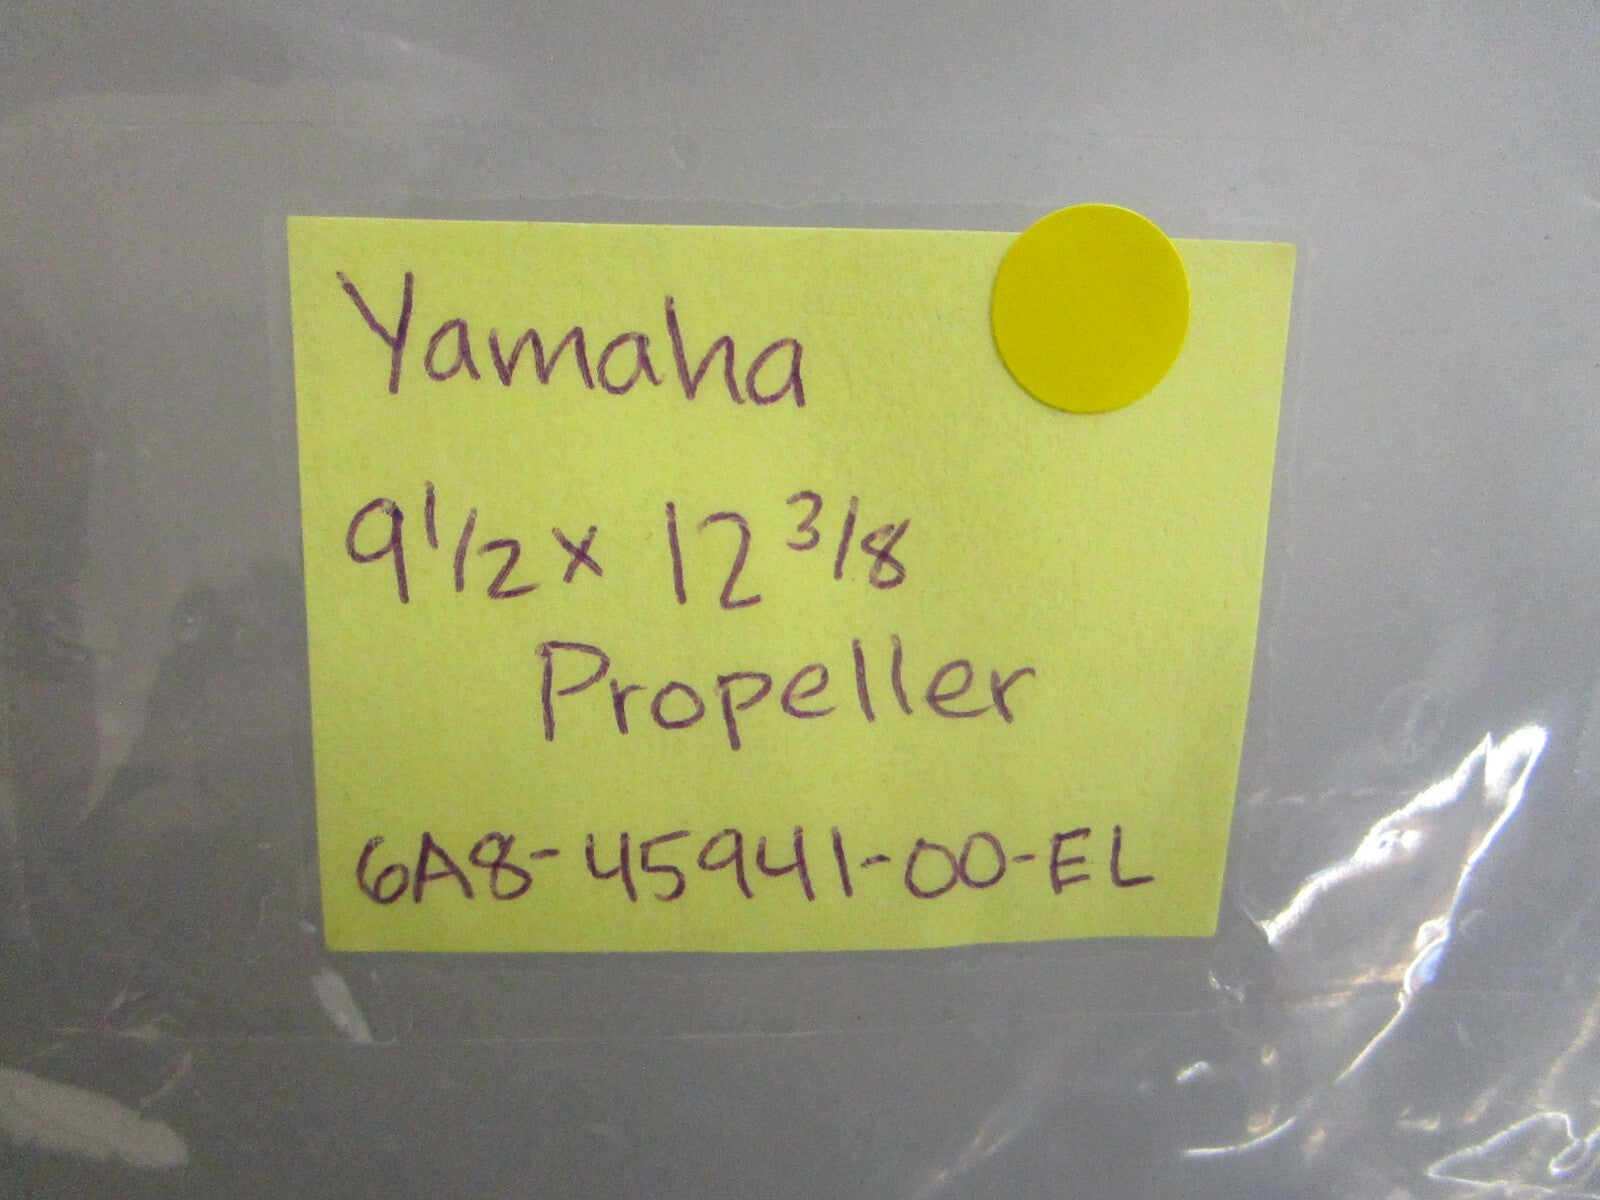 Yamaha
9 1/2 x 12 3/8
Propeller
6A8-45941-00-EL